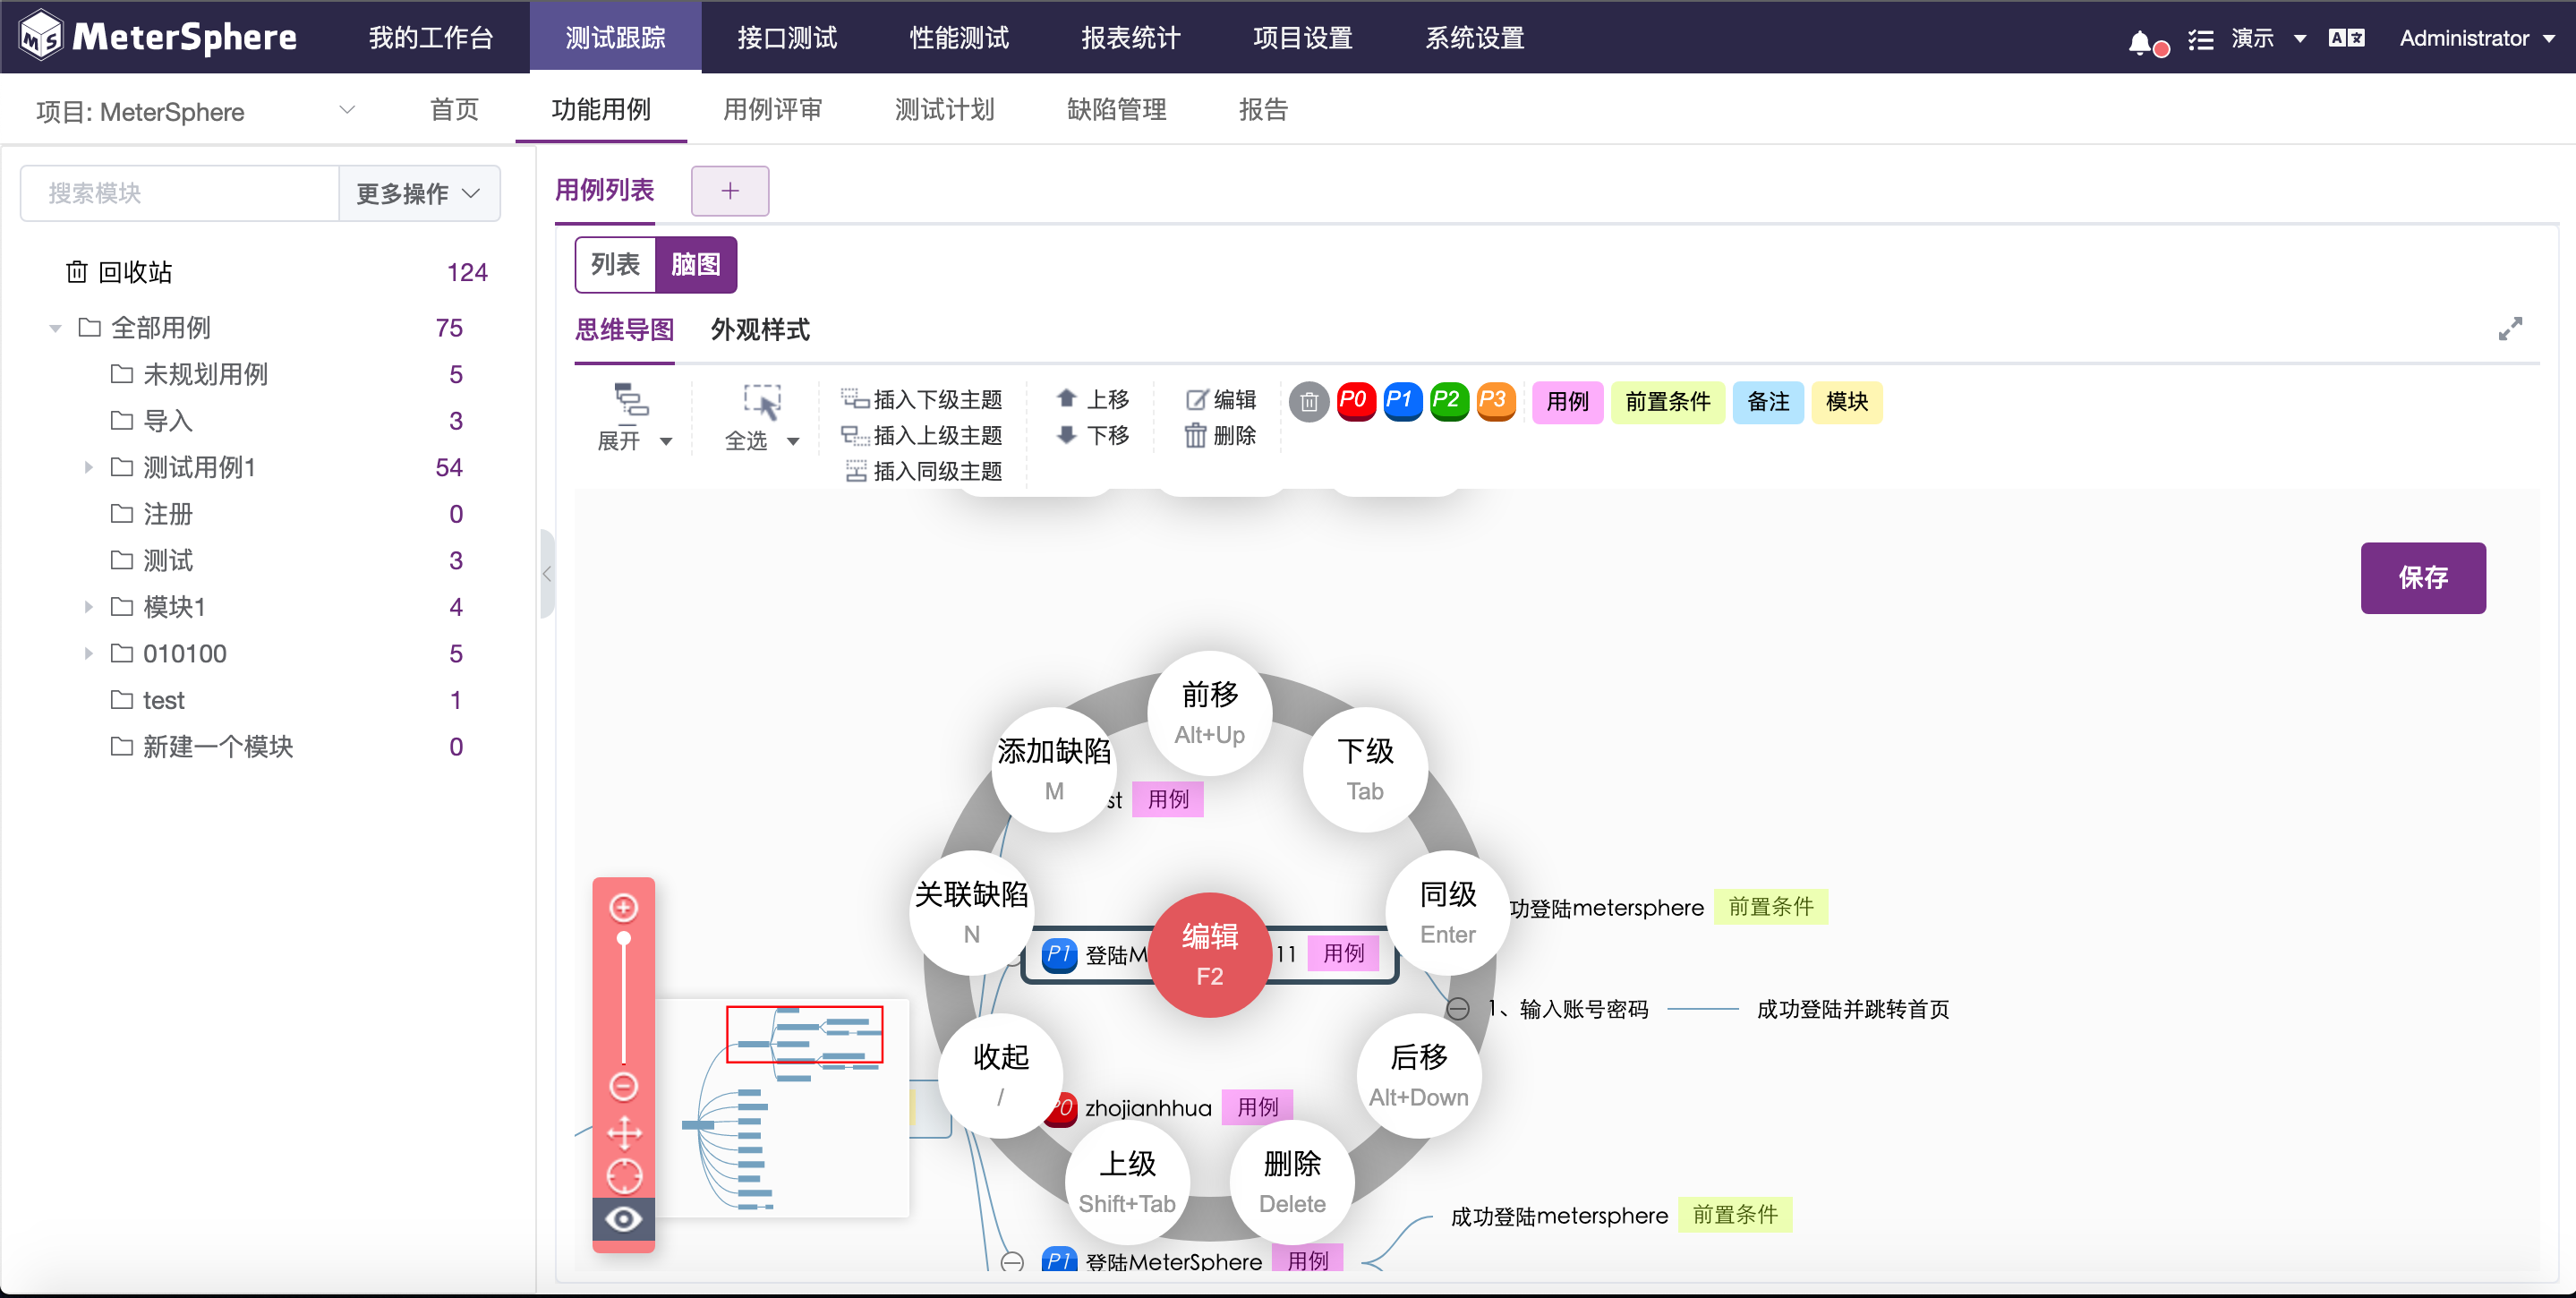 MeterSphere
我的工作台
测试跟踪
接口测试
性能测试
报表统计
项目设置
系统设置
演示
Administrator
项目: MeterSphere
首页
功能用例
用例评审
测试计划
缺陷管理
报告
搜索模块
更多操作
回收站 124
全部用例 75
未规划用例 5
导入 3
测试用例1 54
注册 0
测试 3
模块1 4
010100 5
test 1
新建一个模块 0
用例列表
+
列表
脑图
思维导图
外观样式
展开
全选
插入下级主题
插入上级主题
插入同级主题
上移
下移
编辑
删除
P0
P1
P2
P3
用例
前置条件
备注
模块
保存
前移
Alt+Up
添加缺陷
M
下级
Tab
st 用例
关联缺陷
N
同级
Enter
功登陆metersphere 前置条件
P1 登陆M
编辑
F2
11 用例
1、输入账号密码
成功登陆并跳转首页
收起
/
后移
Alt+Down
P0 zhojianhhua 用例
上级
Shift+Tab
删除
Delete
成功登陆metersphere 前置条件
P1 登陆MeterSphere 用例